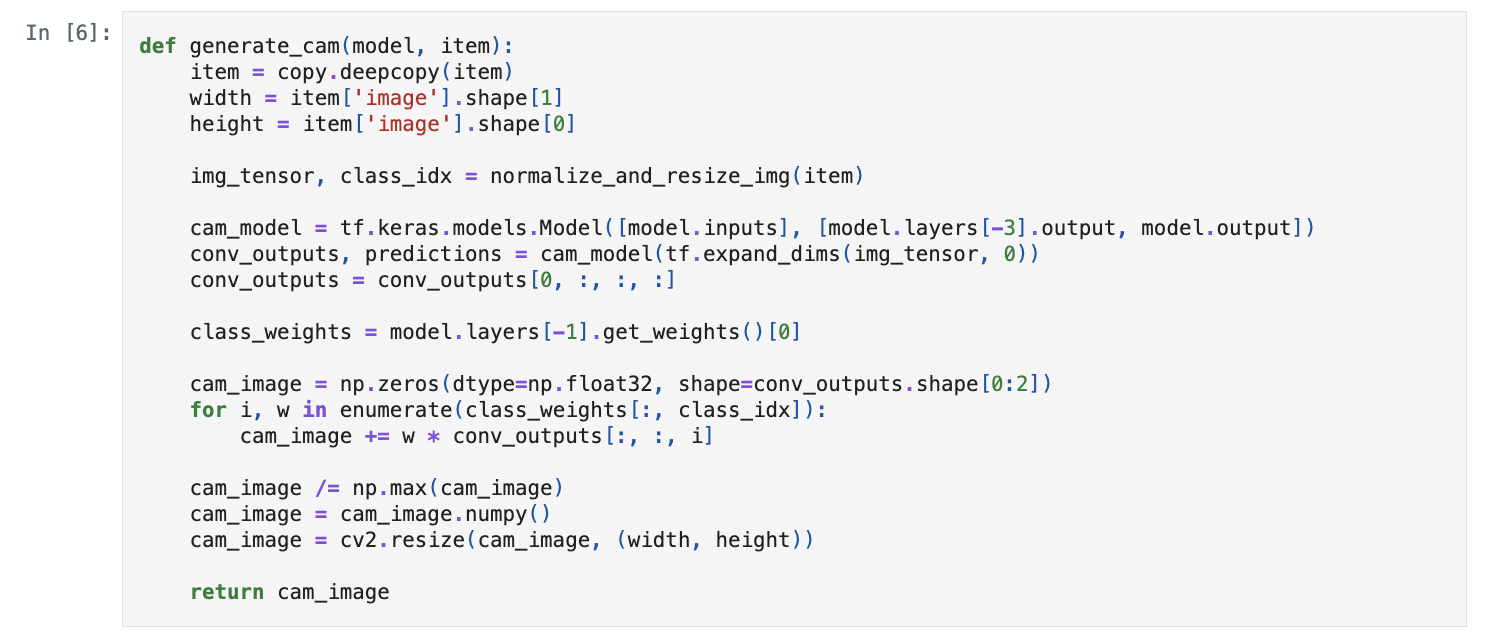 In [6]:
def generate_cam(model, item):
    item = copy.deepcopy(item)
    width = item['image'].shape[1]
    height = item['image'].shape[0]

    img_tensor, class_idx = normalize_and_resize_img(item)

    cam_model = tf.keras.models.Model([model.inputs], [model.layers[-3].output, model.output])
    conv_outputs, predictions = cam_model(tf.expand_dims(img_tensor, 0))
    conv_outputs = conv_outputs[0, :, :, :]

    class_weights = model.layers[-1].get_weights()[0]

    cam_image = np.zeros(dtype=np.float32, shape=conv_outputs.shape[0:2])
    for i, w in enumerate(class_weights[:, class_idx]):
        cam_image += w * conv_outputs[:, :, i]

    cam_image /= np.max(cam_image)
    cam_image = cam_image.numpy()
    cam_image = cv2.resize(cam_image, (width, height))

    return cam_image